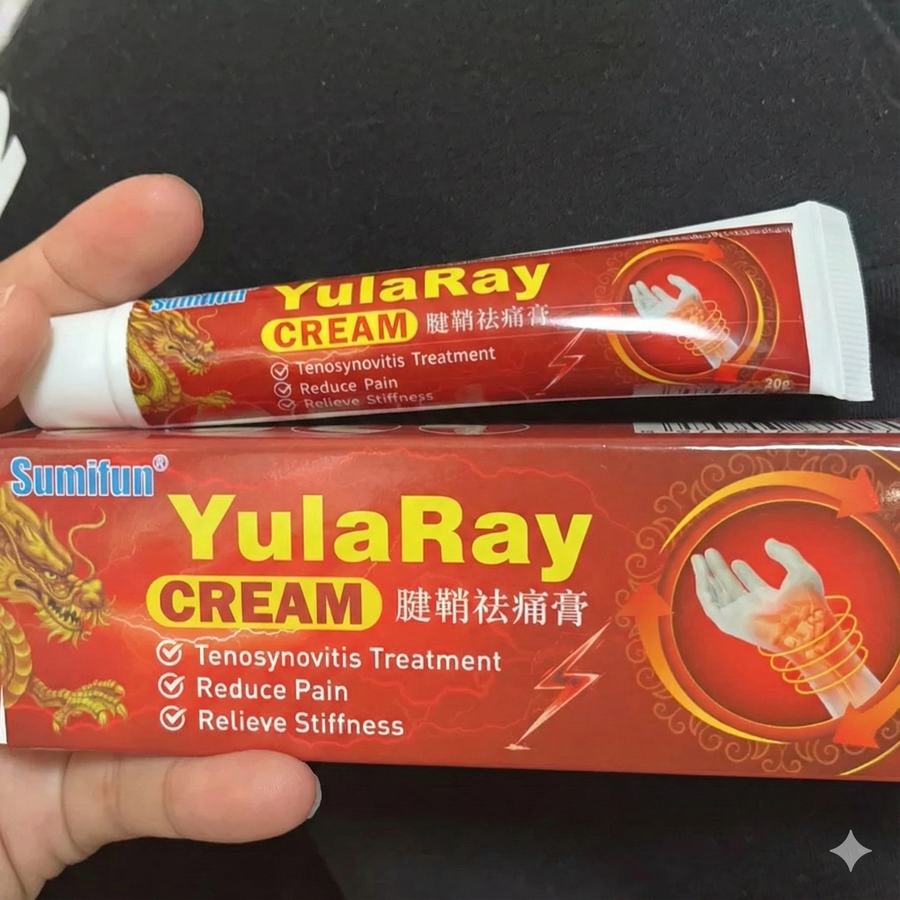 Sumifun
YulaRay
CREAM 腱鞘祛痛膏
Tenosynovitis Treatment
Reduce Pain
Relieve Stiffness
20g
Sumifun®
YulaRay
CREAM 腱鞘祛痛膏
Tenosynovitis Treatment
Reduce Pain
Relieve Stiffness